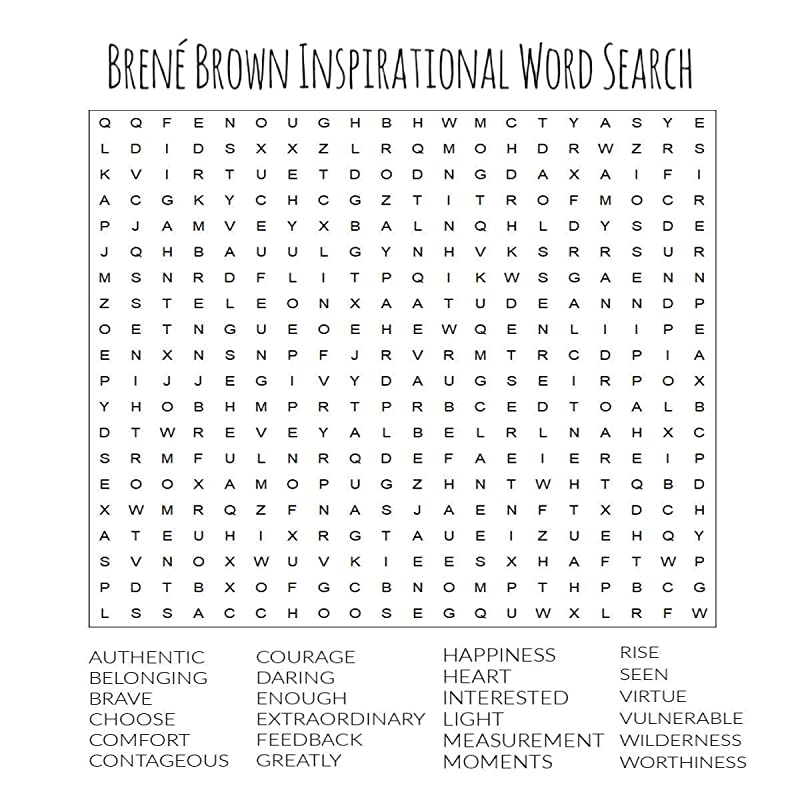 BRENÉ BROWN INSPIRATIONAL WORD SEARCH
Q Q F E N O U G H B H W M C T Y A S Y E
L D I D S X X Z L R Q M O H D R W Z R S
K V I R T U E T D O D N G D A X A I F I
A C G K Y C H C G Z T I T R O F M O C R
P J A M V E Y X B A L N Q H L D Y S D E
J Q H B A U U L G Y N H V K S R R S U R
M S N R D F L I T P Q I K W S G A E N N
Z S T E L E O N X A A T U D E A N N D P
O E T N G U E O E H E W Q E N L I I P E
E N X N S N P F J R V R M T R C D P I A
P I J J E G I V Y D A U G S E I R P O X
Y H O B H M P R T P R B C E D T O A L B
D T W R E V E Y A L B E L R L N A H X C
S R M F U L N R Q D E F A E I E R E I P
E O O X A M O P U G Z H N T W H T Q B D
X W M R Q Z F N A S J A E N F T X D C H
A T E U H I X R G T A U E I Z U E H Q Y
S V N O X W U V K I E E S X H A F T W P
P D T B X O F G C B N O M P T H P B C G
L S S A C C H O O S E G Q U W X L R F W
AUTHENTIC COURAGE HAPPINESS RISE
BELONGING DARING HEART SEEN
BRAVE ENOUGH INTERESTED VIRTUE
CHOOSE EXTRAORDINARY LIGHT VULNERABLE
COMFORT FEEDBACK MEASUREMENT WILDERNESS
CONTAGEOUS GREATLY MOMENTS WORTHINESS